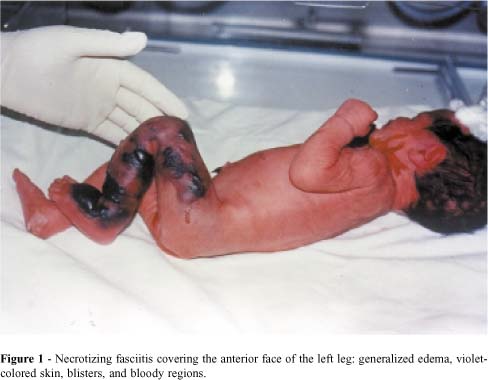 Figure 1 - Necrotizing fasciitis covering the anterior face of the left leg: generalized edema, violet-
colored skin, blisters, and bloody regions.